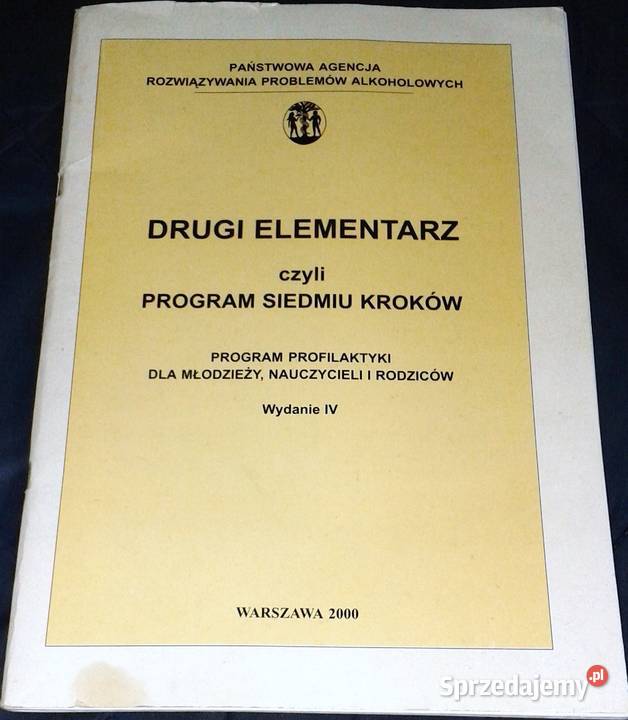 PAŃSTWOWA AGENCJA
ROZWIĄZYWANIA PROBLEMÓW ALKOHOLOWYCH
DRUGI ELEMENTARZ
czyli
PROGRAM SIEDMIU KROKÓW
PROGRAM PROFILAKTYKI
DLA MŁODZIEŻY, NAUCZYCIELI I RODZICÓW
Wydanie IV
WARSZAWA 2000
Sprzedajemy.pl